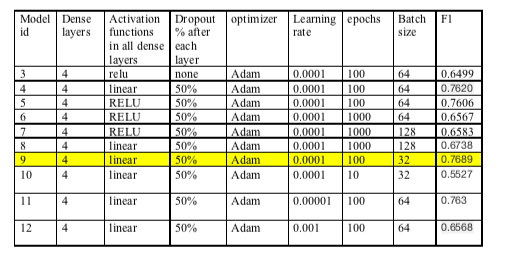 Model id Dense layers Activation functions in all dense layers Dropout % after each layer optimizer Learning rate epochs Batch size F1
3 4 relu none Adam 0.0001 100 64 0.6499
4 4 linear 50% Adam 0.0001 100 64 0.7620
5 4 RELU 50% Adam 0.0001 100 64 0.7606
6 4 RELU 50% Adam 0.0001 1000 64 0.6567
7 4 RELU 50% Adam 0.0001 1000 128 0.6583
8 4 linear 50% Adam 0.0001 1000 128 0.6738
9 4 linear 50% Adam 0.0001 100 32 0.7689
10 4 linear 50% Adam 0.0001 10 32 0.5527
11 4 linear 50% Adam 0.00001 100 64 0.763
12 4 linear 50% Adam 0.001 100 64 0.6568